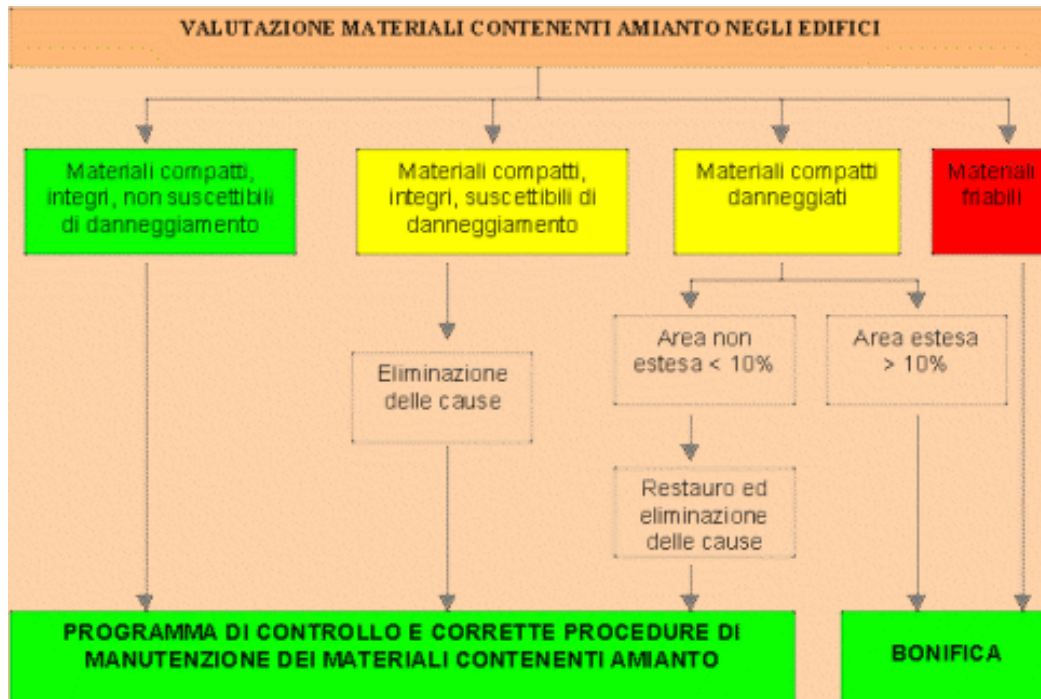 VALUTAZIONE MATERIALI CONTENENTI AMIANTO NEGLI EDIFICI
Materiali compatti,
integri, non suscettibili
di danneggiamento
Materiali compatti,
integri, suscettibili di
danneggiamento
Materiali compatti
danneggiati
Materiali
friabili
Area non
estesa < 10%
Area estesa
> 10%
Eliminazione
delle cause
Restauro ed
eliminazione
delle cause
PROGRAMMA DI CONTROLLO E CORRETTE PROCEDURE DI
MANUTENZIONE DEI MATERIALI CONTENENTI AMIANTO
BONIFICA